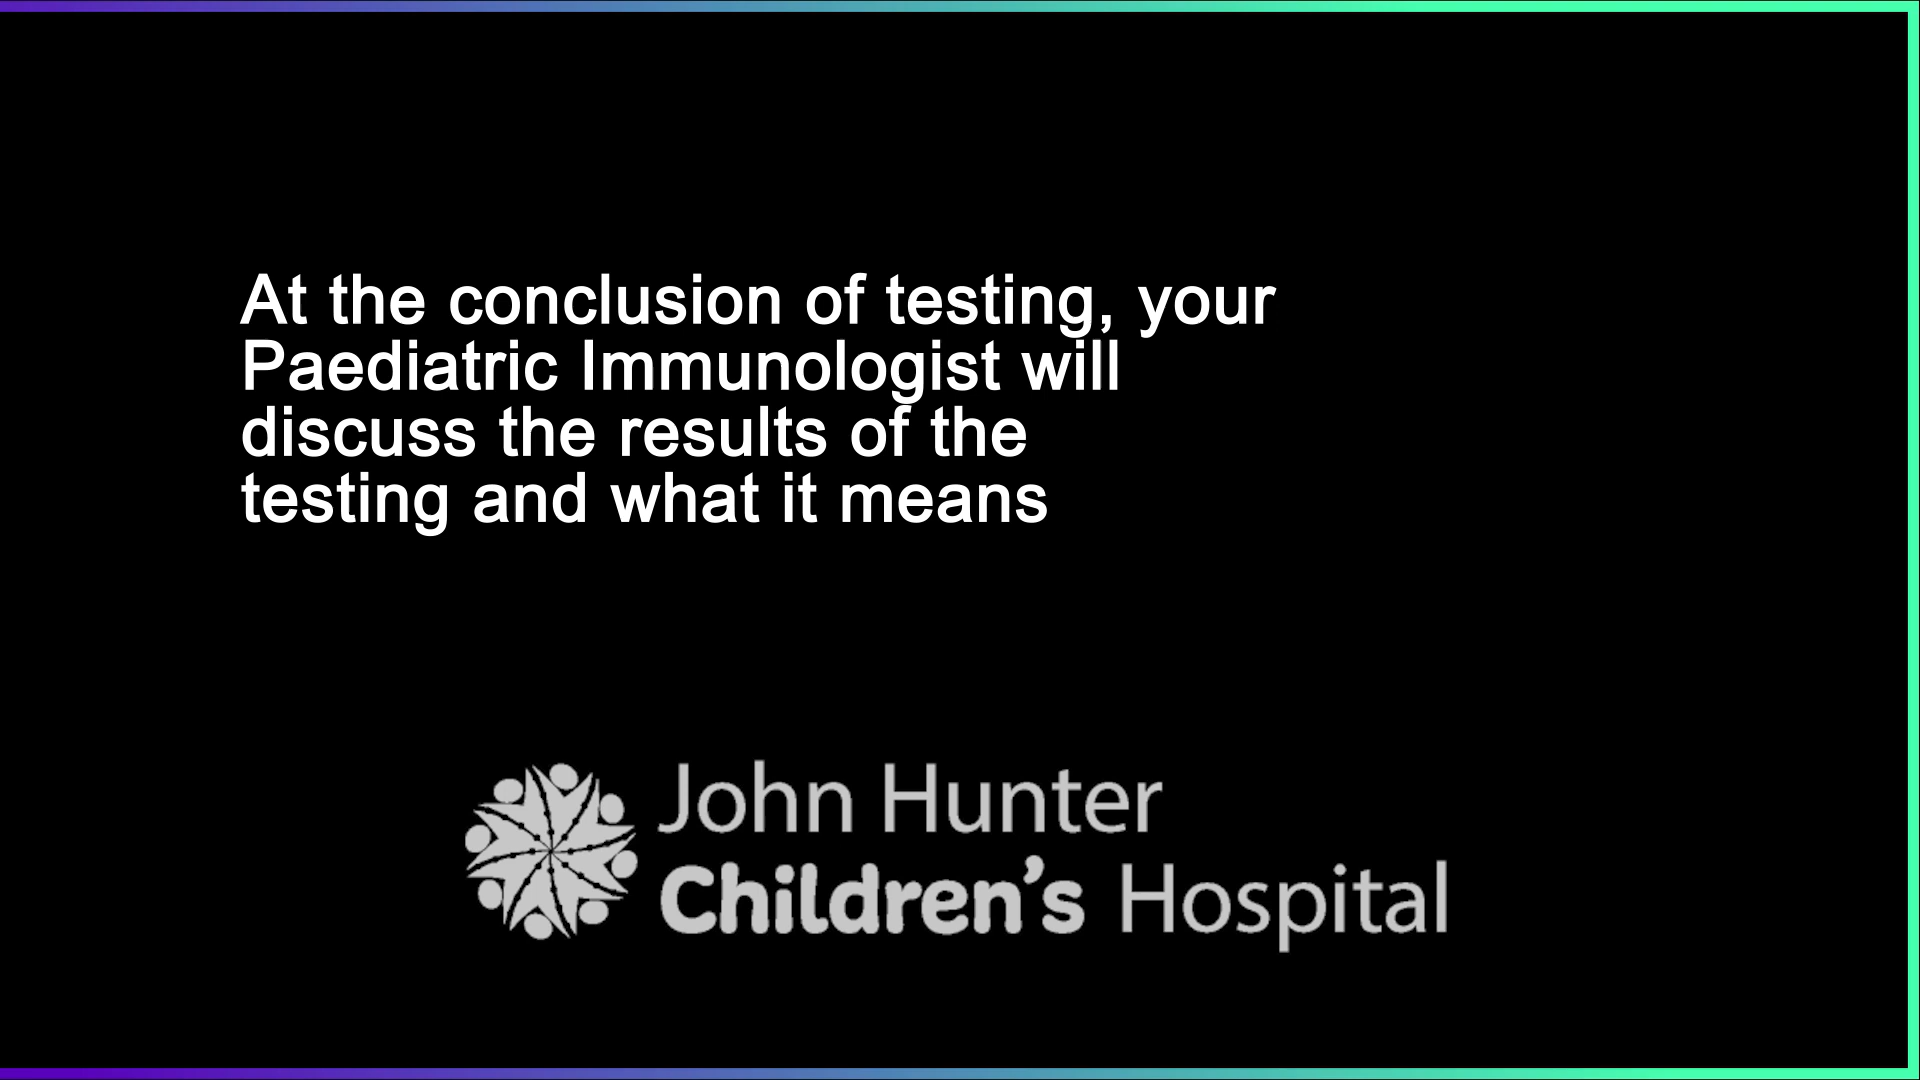 At the conclusion of testing, your
Paediatric Immunologist will
discuss the results of the
testing and what it means
John Hunter
Children's Hospital